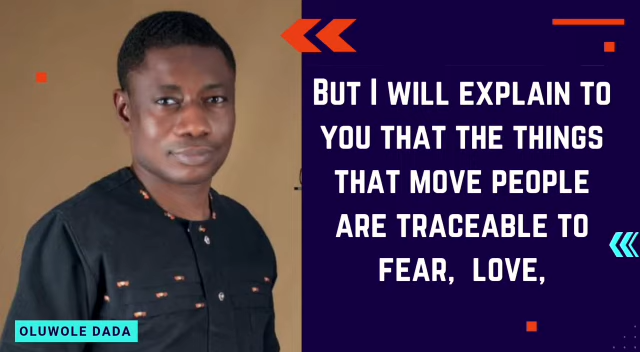 BUT I WILL EXPLAIN TO
YOU THAT THE THINGS
THAT MOVE PEOPLE
ARE TRACEABLE TO
FEAR, LOVE,
OLUWOLE DADA